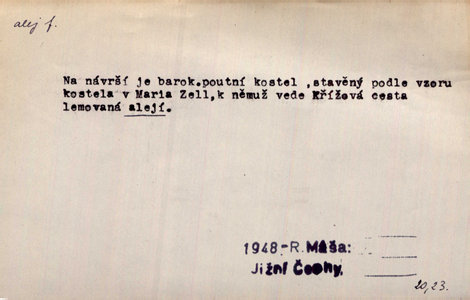 alej f.
Na návrší je barok.poutní kostel ,stavěný podle vzoru
kostela v Maria Zell,k němuž vede Křížová cesta
lemovaná alejí.
1948-R. Máša:
Jižní Čechy.
20, 23.